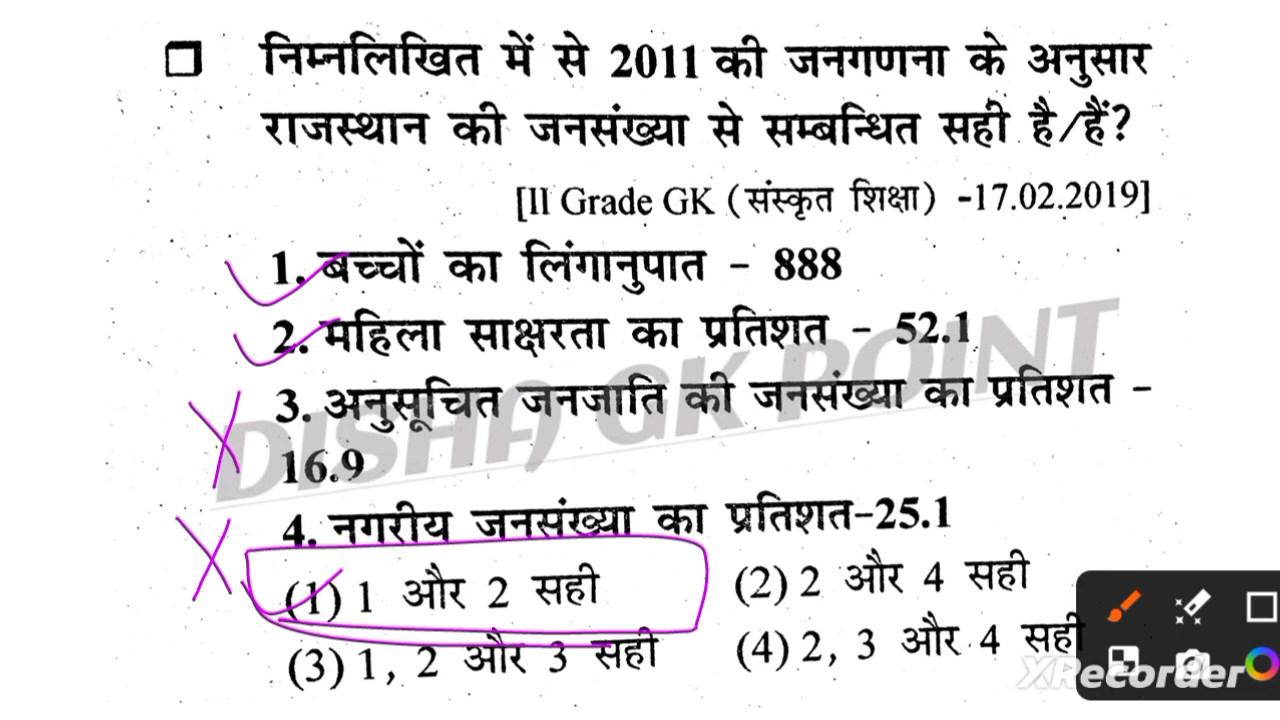 निम्नलिखित में से 2011 की जनगणना के अनुसार
राजस्थान की जनसंख्या से सम्बन्धित सही है/हैं?
[II Grade GK (संस्कृत शिक्षा) -17.02.2019]
1. बच्चों का लिंगानुपात - 888
2. महिला साक्षरता का प्रतिशत - 52.1
3. अनुसूचित जनजाति की जनसंख्या का प्रतिशत -
16.9
DISHA GK POINT
4. नगरीय जनसंख्या का प्रतिशत-25.1
(1) 1 और 2 सही (2) 2 और 4 सही
(3) 1, 2 और 3 सही (4) 2, 3 और 4 सही
XRecorder